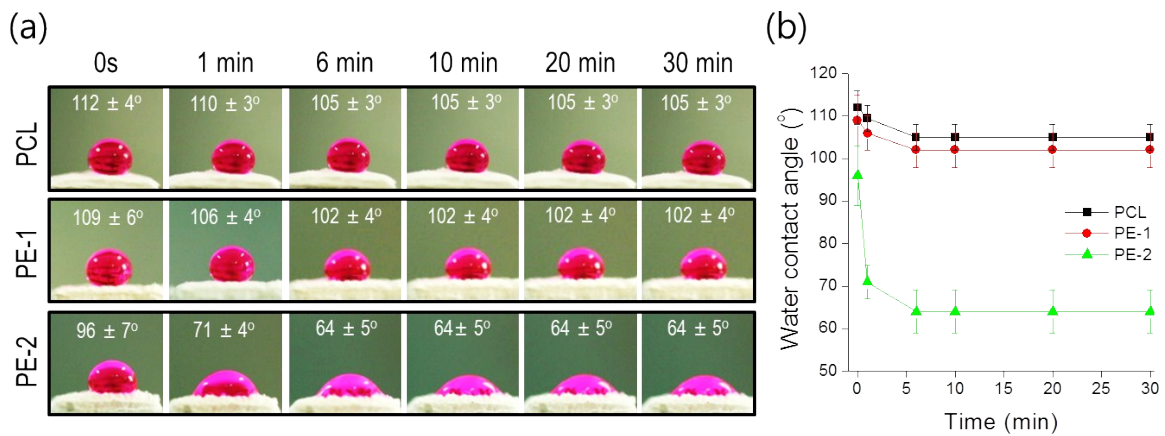 (a)
0s 1 min 6 min 10 min 20 min 30 min
PCL
112 ± 4° 110 ± 3° 105 ± 3° 105 ± 3° 105 ± 3° 105 ± 3°
PE-1
109 ± 6° 106 ± 4° 102 ± 4° 102 ± 4° 102 ± 4° 102 ± 4°
PE-2
96 ± 7° 71 ± 4° 64 ± 5° 64± 5° 64 ± 5° 64 ± 5°
(b)
Water contact angle (°)
120
110
100
90
80
70
60
50
PCL
PE-1
PE-2
0 5 10 15 20 25 30
Time (min)